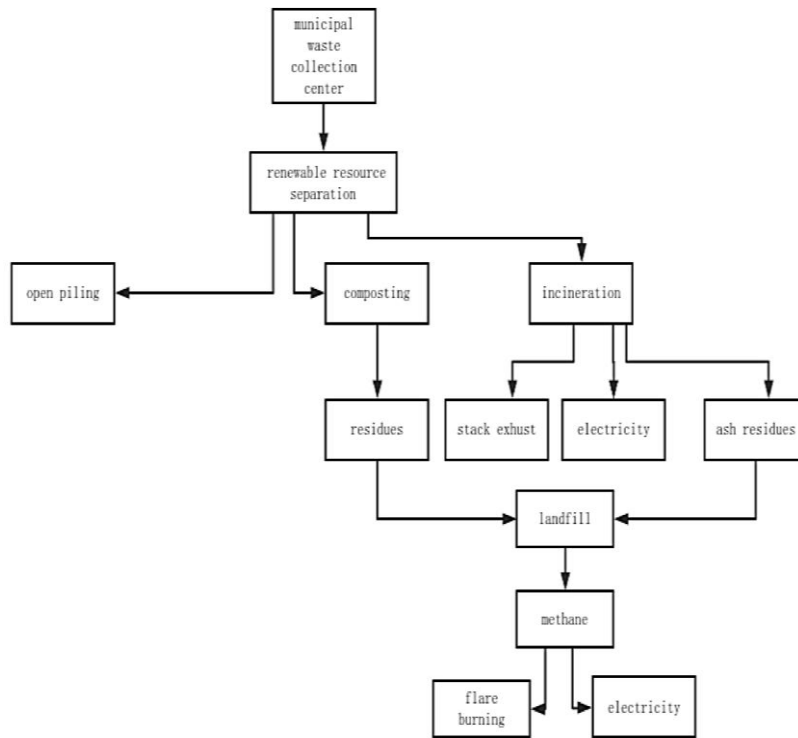 municipal
waste
collection
center
renewable resource
separation
open piling
composting
incineration
residues
stack exhust
electricity
ash residues
landfill
methane
flare
burning
electricity